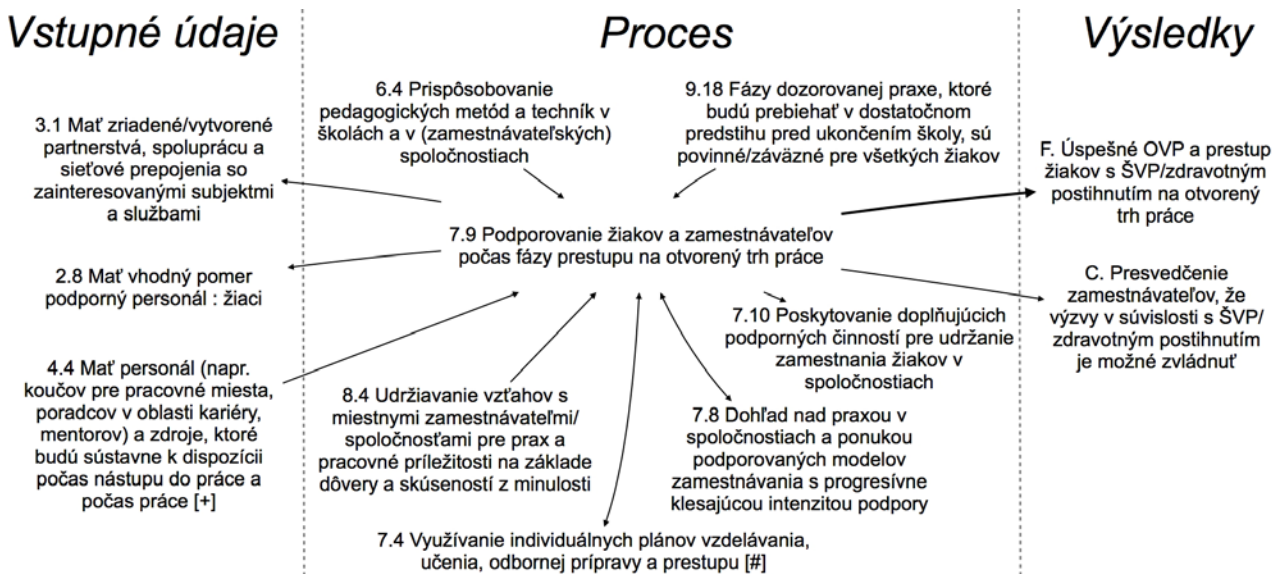 Vstupné údaje
Proces
Výsledky
3.1 Mať zriadené/vytvorené
partnerstvá, spoluprácu a
sieťové prepojenia so
zainteresovanými subjektmi
a službami
2.8 Mať vhodný pomer
podporný personál : žiaci
4.4 Mať personál (napr.
koučov pre pracovné miesta,
poradcov v oblasti kariéry,
mentorov) a zdroje, ktoré
budú sústavne k dispozícii
počas nástupu do práce a
počas práce [+]
6.4 Prispôsobovanie
pedagogických metód a techník v
školách a v (zamestnávateľských)
spoločnostiach
9.18 Fázy dozorovanej praxe, ktoré
budú prebiehať v dostatočnom
predstihu pred ukončením školy, sú
povinné/záväzné pre všetkých žiakov
7.9 Podporovanie žiakov a zamestnávateľov
počas fázy prestupu na otvorený trh práce
7.10 Poskytovanie doplňujúcich
podporných činností pre udržanie
zamestnania žiakov v
spoločnostiach
8.4 Udržiavanie vzťahov s
miestnymi zamestnávateľmi/
spoločnosťami pre prax a
pracovné príležitosti na základe
dôvery a skúseností z minulosti
7.8 Dohľad nad praxou v
spoločnostiach a ponukou
podporovaných modelov
zamestnávania s progresívne
klesajúcou intenzitou podpory
7.4 Využívanie individuálnych plánov vzdelávania,
učenia, odbornej prípravy a prestupu [#]
F. Úspešné OVP a prestup
žiakov s ŠVP/zdravotným
postihnutím na otvorený
trh práce
C. Presvedčenie
zamestnávateľov, že
výzvy v súvislosti s ŠVP/
zdravotným postihnutím
je možné zvládnuť